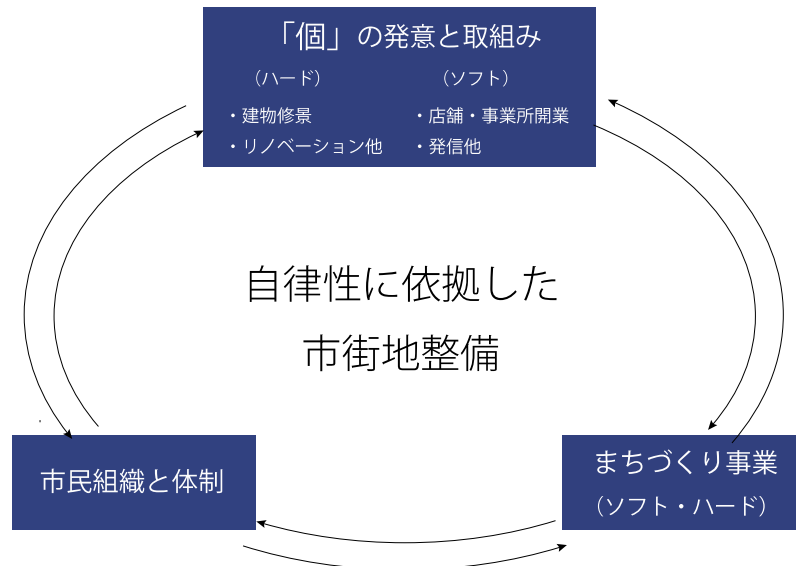 「個」の発意と取組み
（ハード）　（ソフト）
・建物修景　・店舗・事業所開業
・リノベーション他　・発信他
自律性に依拠した
市街地整備
市民組織と体制
まちづくり事業
（ソフト・ハード）